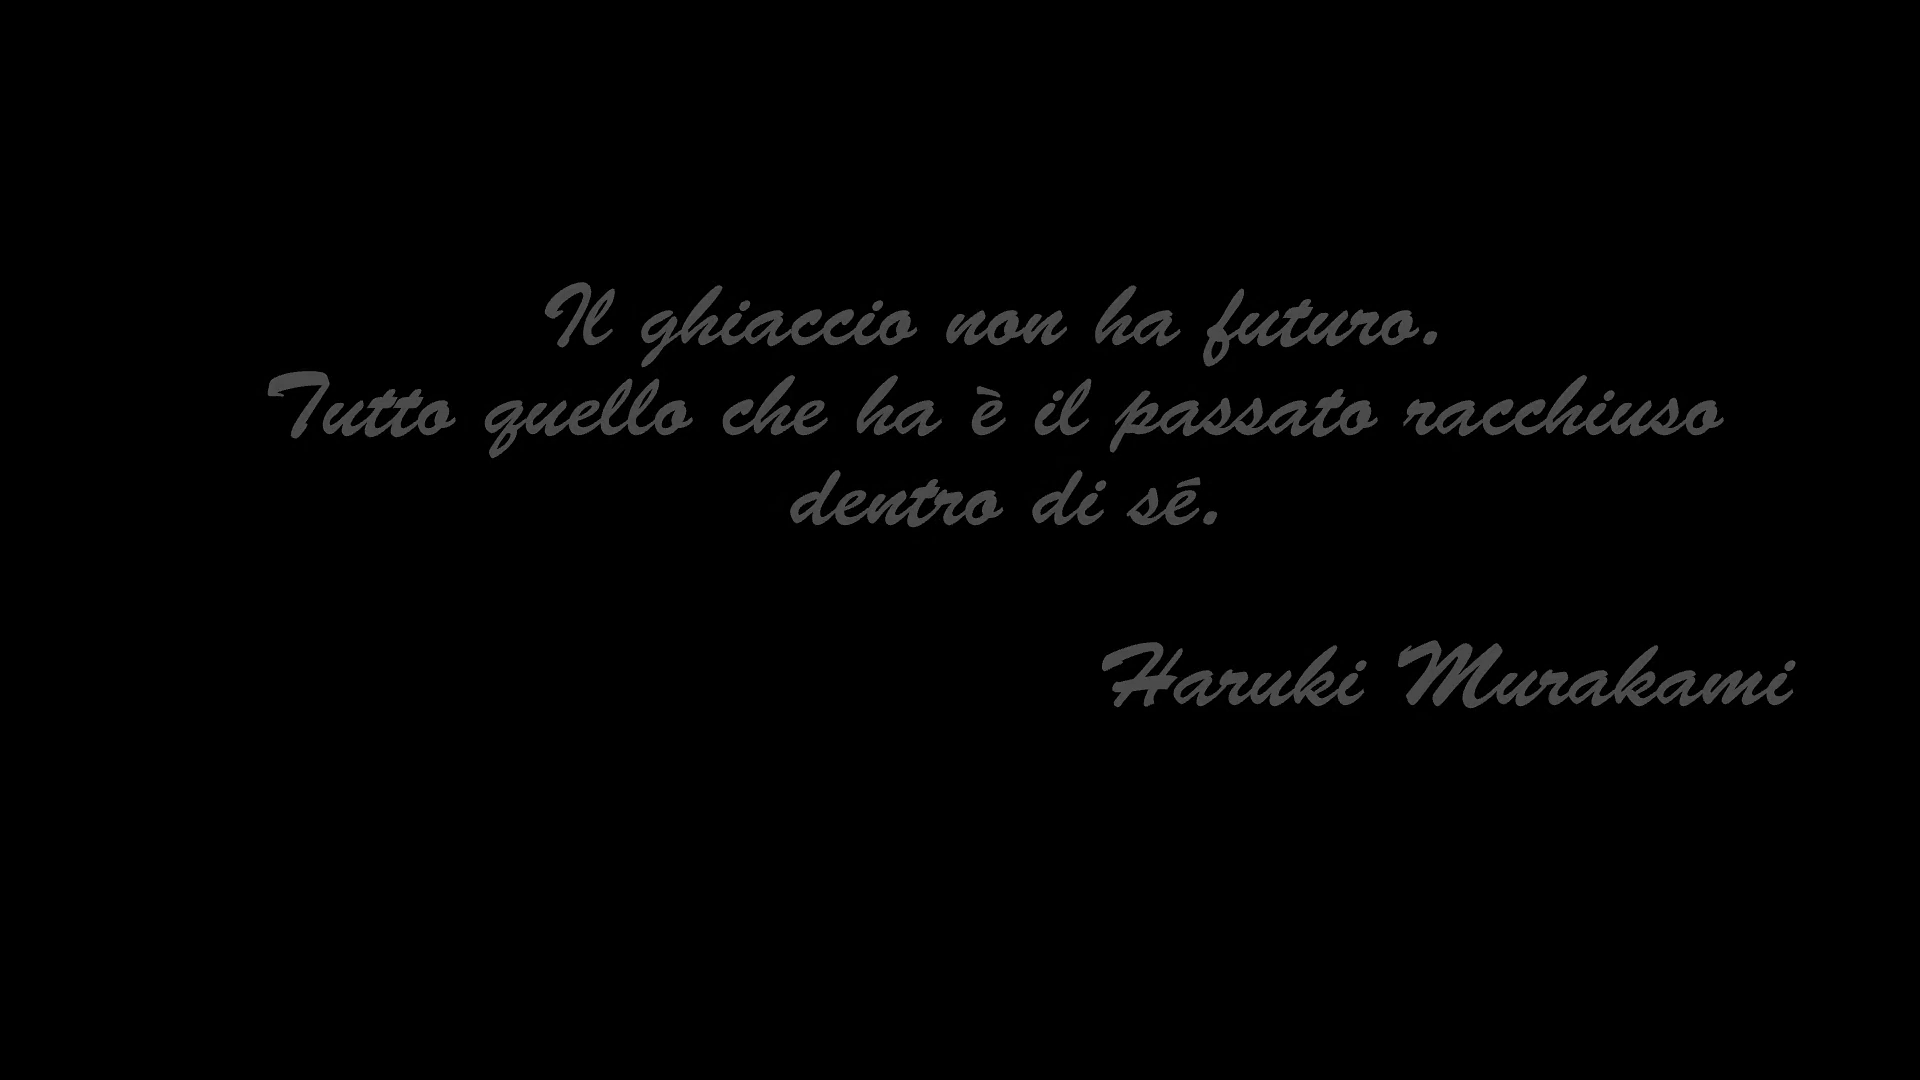 Il ghiaccio non ha futuro.
Tutto quello che ha è il passato racchiuso
dentro di sé.
Haruki Murakami